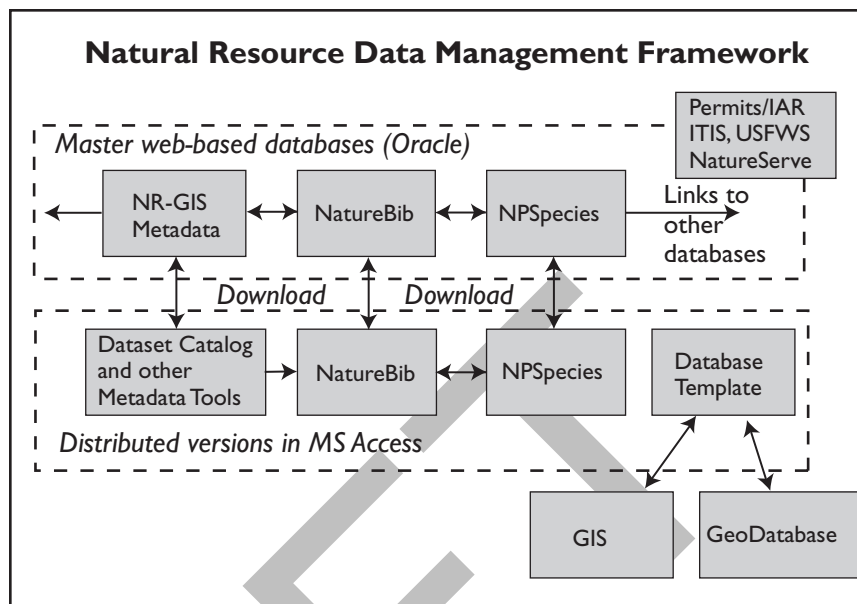 Natural Resource Data Management Framework
Permits/IAR
ITIS, USFWS
NatureServe
Master web-based databases (Oracle)
NR-GIS
Metadata
NatureBib
NPSpecies
Links to
other
databases
Download
Download
Dataset Catalog
and other
Metadata Tools
NatureBib
NPSpecies
Database
Template
Distributed versions in MS Access
GIS
GeoDatabase